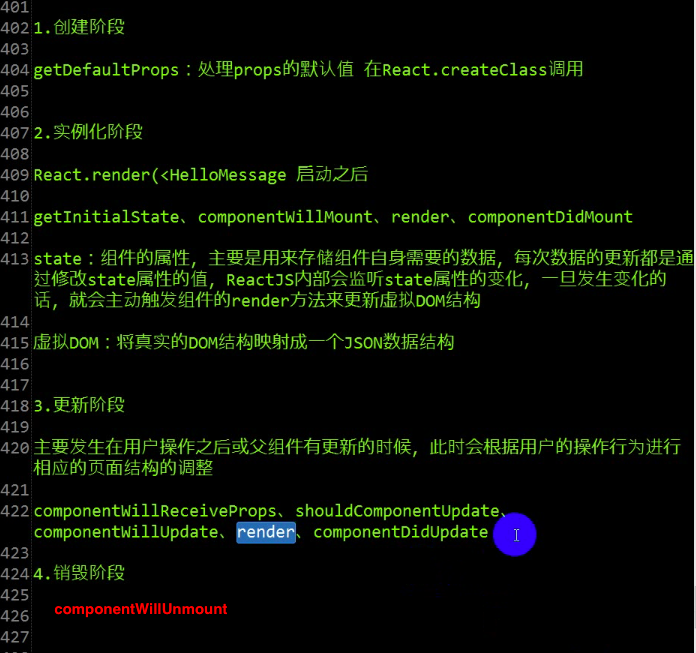 401
402 1.创建阶段
403
404 getDefaultProps：处理props的默认值 在React.createClass调用
405
406
407 2.实例化阶段
408
409 React.render(<HelloMessage 启动之后
410
411 getInitialState、componentWillMount、render、componentDidMount
412
413 state：组件的属性，主要是用来存储组件自身需要的数据，每次数据的更新都是通
过修改state属性的值，ReactJS内部会监听state属性的变化，一旦发生变化的
话，就会主动触发组件的render方法来更新虚拟DOM结构
414
415 虚拟DOM：将真实的DOM结构映射成一个JSON数据结构
416
417
418 3.更新阶段
419
420 主要发生在用户操作之后或父组件有更新的时候，此时会根据用户的操作行为进行
相应的页面结构的调整
421
422 componentWillReceiveProps、shouldComponentUpdate、
componentWillUpdate、render、componentDidUpdate
423
424 4.销毁阶段
425
426 componentWillUnmount
427